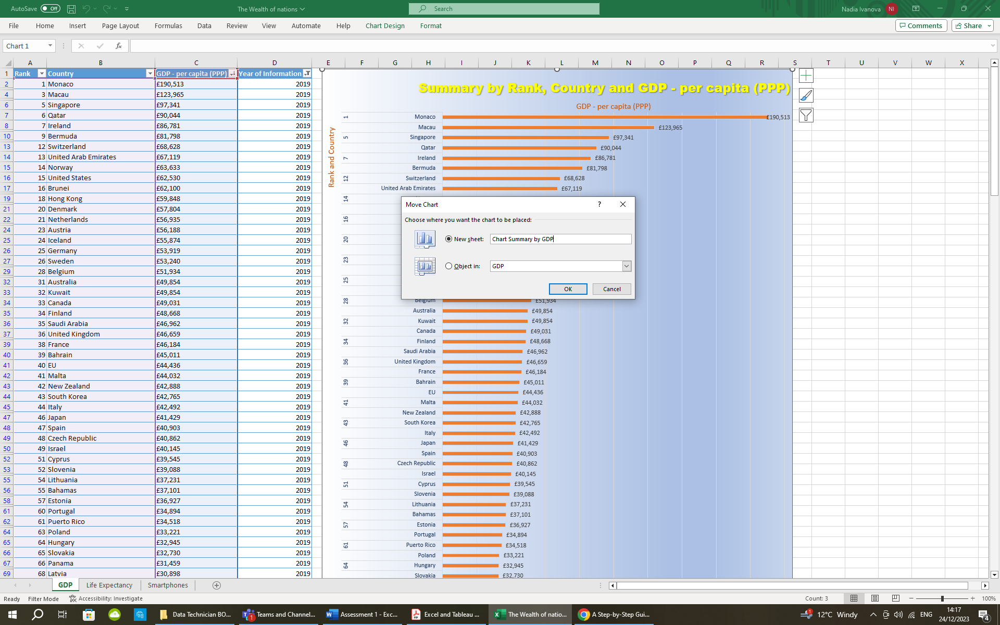 AutoSave Off The Wealth of nations Search Nadia Ivanova NI
File Home Insert Page Layout Formulas Data Review View Automate Help Chart Design Format Comments Share
Chart 1 fx
A B C D E F G H I J K L M N O P Q R S T U V W X
1 Rank Country GDP - per capita (PPP) Year of Information
2 1 Monaco £190,513 2019
4 3 Macau £123,965 2019
6 5 Singapore £97,341 2019
7 6 Qatar £90,044 2019
8 7 Ireland £86,781 2019
10 9 Bermuda £81,798 2019
13 12 Switzerland £68,628 2019
14 13 United Arab Emirates £67,119 2019
15 14 Norway £63,633 2019
16 15 United States £62,530 2019
17 16 Brunei £62,100 2019
19 18 Hong Kong £59,848 2019
21 20 Denmark £57,804 2019
22 21 Netherlands £56,935 2019
24 23 Austria £56,188 2019
25 24 Iceland £55,874 2019
26 25 Germany £53,919 2019
27 26 Sweden £53,240 2019
29 28 Belgium £51,934 2019
32 31 Australia £49,854 2019
33 32 Kuwait £49,854 2019
34 33 Canada £49,031 2019
35 34 Finland £48,668 2019
36 35 Saudi Arabia £46,962 2019
37 36 United Kingdom £46,659 2019
39 38 France £46,184 2019
40 39 Bahrain £45,011 2019
41 40 EU £44,436 2019
42 41 Malta £44,032 2019
43 42 New Zealand £42,888 2019
44 43 South Korea £42,765 2019
45 44 Italy £42,492 2019
47 46 Japan £41,429 2019
48 47 Spain £40,903 2019
49 48 Czech Republic £40,862 2019
50 49 Israel £40,145 2019
52 51 Cyprus £39,545 2019
53 52 Slovenia £39,088 2019
55 54 Lithuania £37,231 2019
56 55 Bahamas £37,101 2019
58 57 Estonia £36,927 2019
61 60 Portugal £34,894 2019
62 61 Puerto Rico £34,518 2019
64 63 Poland £33,221 2019
65 64 Hungary £32,945 2019
66 65 Slovakia £32,730 2019
67 66 Panama £31,459 2019
69 68 Latvia £30,898 2019
Summary by Rank, Country and GDP - per capita (PPP)
GDP - per capita (PPP)
Rank and Country
1 Monaco £190,513
Macau £123,965
5 Singapore £97,341
Qatar £90,044
7 Ireland £86,781
Bermuda £81,798
12 Switzerland £68,628
United Arab Emirates £67,119
14
16
20
23
25
28 Belgium £51,934
Australia £49,854
32 Kuwait £49,854
Canada £49,031
34 Finland £48,668
Saudi Arabia £46,962
36 United Kingdom £46,659
France £46,184
39 Bahrain £45,011
EU £44,436
41 Malta £44,032
New Zealand £42,888
43 South Korea £42,765
Italy £42,492
46 Japan £41,429
Spain £40,903
48 Czech Republic £40,862
Israel £40,145
51 Cyprus £39,545
Slovenia £39,088
54 Lithuania £37,231
Bahamas £37,101
57 Estonia £36,927
Portugal £34,894
61 Puerto Rico £34,518
Poland £33,221
64 Hungary £32,945
Slovakia £32,730
Move Chart ?
Choose where you want the chart to be placed:
New sheet: Chart Summary by GDP
Object in: GDP
OK Cancel
GDP Life Expectancy Smartphones
Ready Filter Mode Accessibility: Investigate Count: 3 100%
Data Technician BO... 1 Teams and Channel... Assessment 1 - Exc... Excel and Tableau ... The Wealth of natio... A Step-by-Step Gui... 1 12°C Windy ENG 14:17
24/12/2023 4